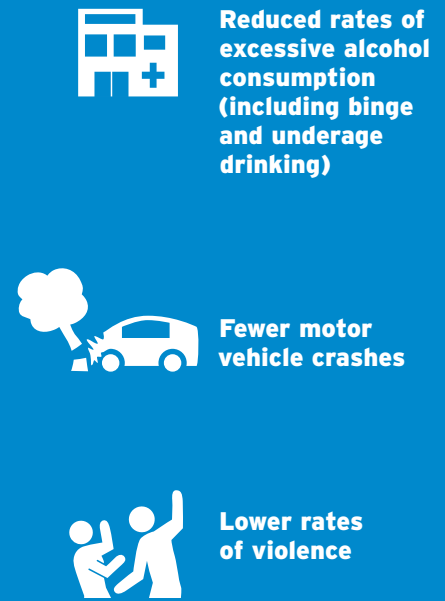 Reduced rates of
excessive alcohol
consumption
(including binge
and underage
drinking)
Fewer motor
vehicle crashes
Lower rates
of violence